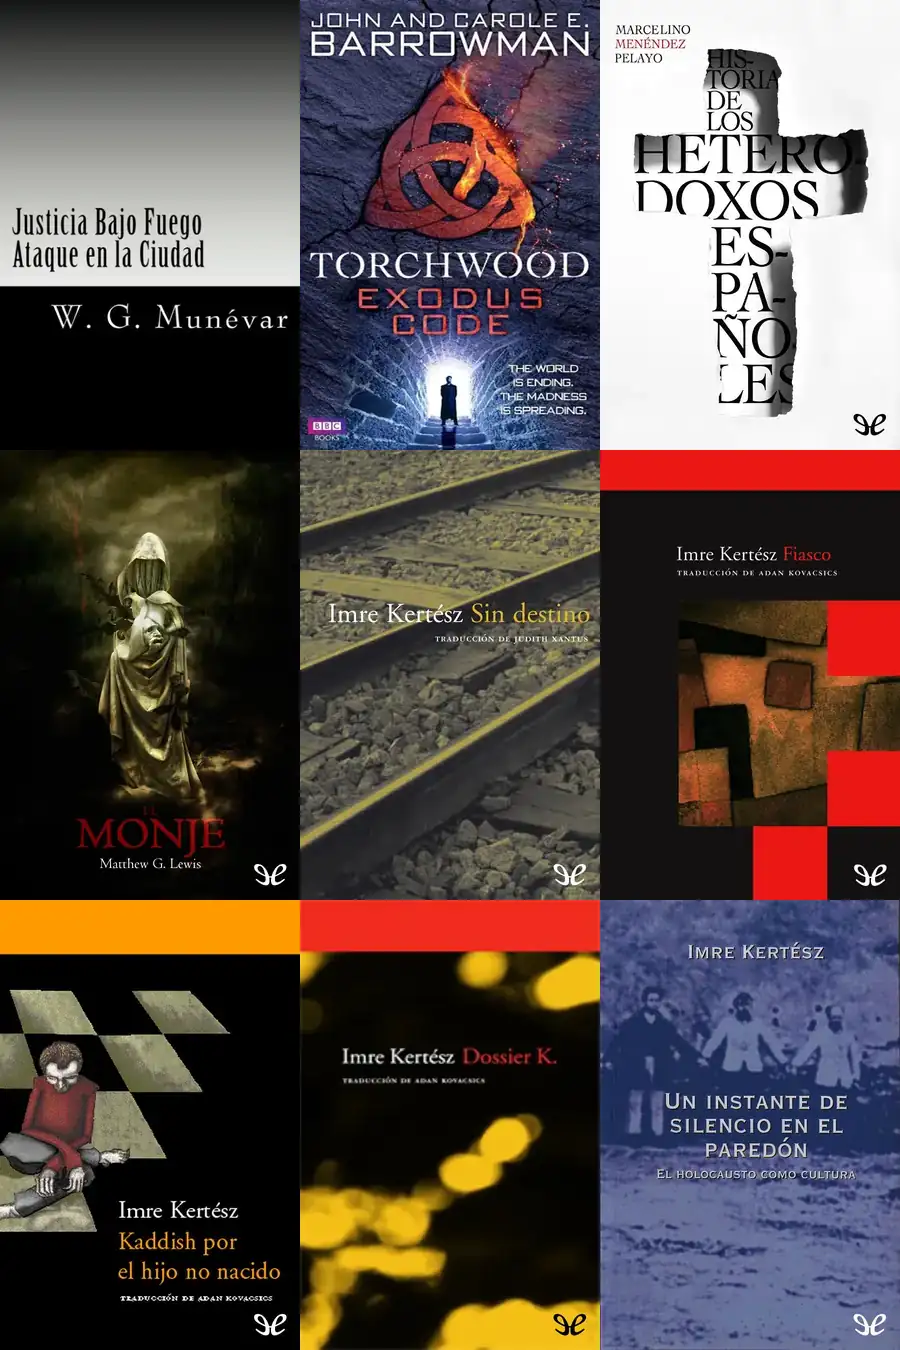 Justicia Bajo Fuego
Ataque en la Ciudad
W. G. Munévar
JOHN AND CAROLE E.
BARROWMAN
TORCHWOOD
EXODUS
CODE
THE WORLD
IS ENDING.
THE MADNESS
IS SPREADING.
BBC
BOOKS
MARCELINO
MENÉNDEZ
PELAYO
HIS-
TORIA
DE
LOS
HETERO-
DOXOS
ES-
PA-
ÑO-
LES
EL
MONJE
Matthew G. Lewis
Imre Kertész Sin destino
TRADUCCIÓN DE JUDITH XANTUS
Imre Kertész Fiasco
TRADUCCIÓN DE ADAN KOVACSICS
Imre Kertész
Kaddish por
el hijo no nacido
TRADUCCIÓN DE ADAN KOVACSICS
Imre Kertész Dossier K.
TRADUCCIÓN DE ADAN KOVACSICS
IMRE KERTÉSZ
UN INSTANTE DE
SILENCIO EN EL
PAREDÓN
EL HOLOCAUSTO COMO CULTURA